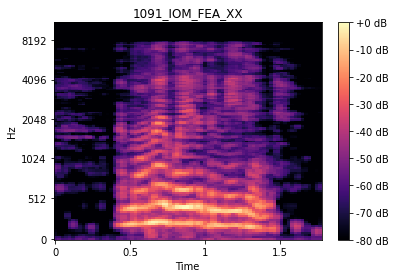 1091_IOM_FEA_XX
+0 dB
8192
-10 dB
4096
-20 dB
-30 dB
2048
Hz
-40 dB
1024
-50 dB
512
-60 dB
-70 dB
0
-80 dB
0
0.5
1
1.5
Time